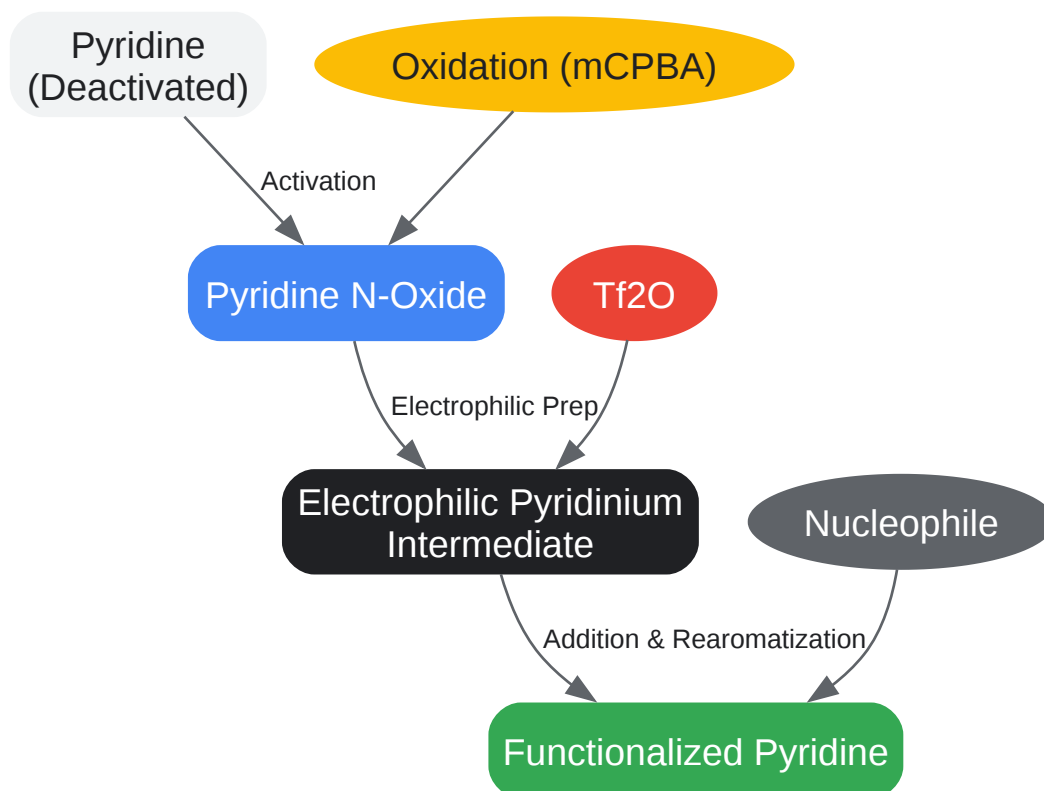 Pyridine
(Deactivated)
Oxidation (mCPBA)
Activation
Pyridine N-Oxide
Tf2O
Electrophilic Prep
Electrophilic Pyridinium
Intermediate
Nucleophile
Addition & Rearomatization
Functionalized Pyridine